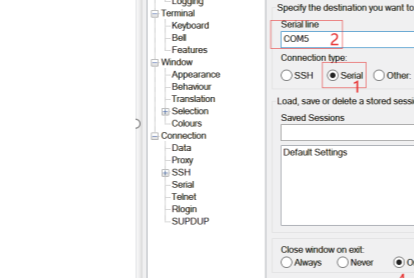 Logging
Terminal
Keyboard
Bell
Features
Window
Appearance
Behaviour
Translation
Selection
Colours
Connection
Data
Proxy
SSH
Serial
Telnet
Rlogin
SUPDUP
Specify the destination you want to
Serial line
COM5
2
Connection type:
SSH Serial Other:
1
Load, save or delete a stored sessi
Saved Sessions
Default Settings
Close window on exit:
Always Never